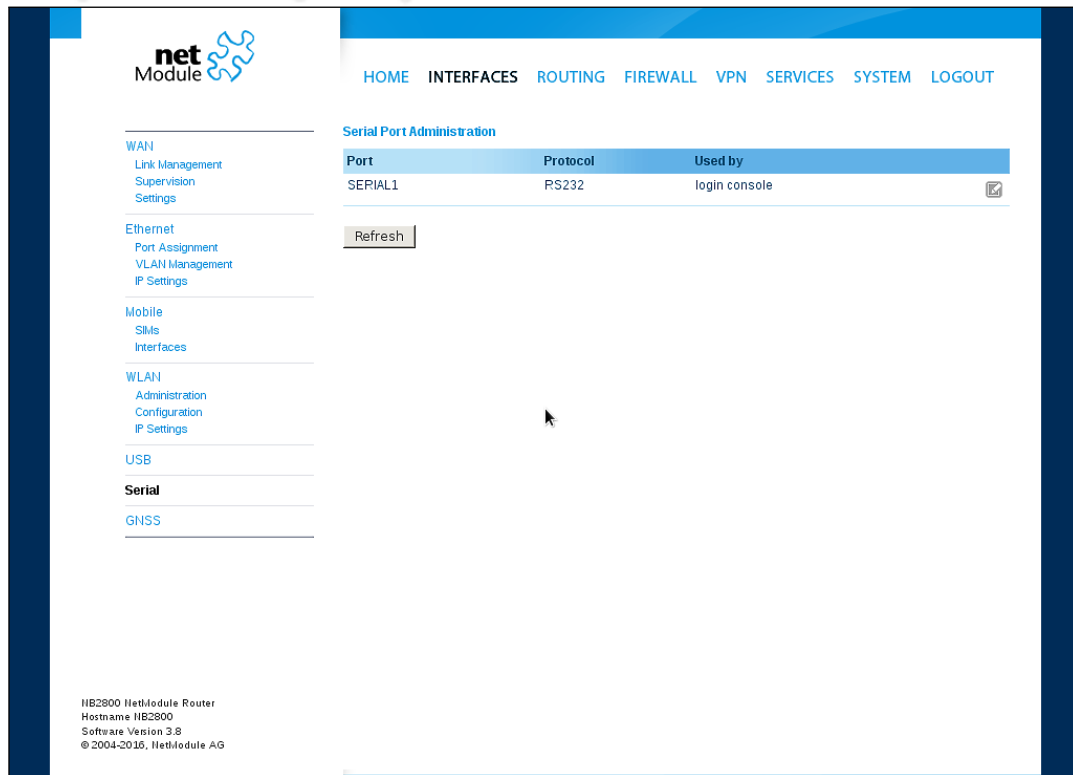 net
Module
HOME INTERFACES ROUTING FIREWALL VPN SERVICES SYSTEM LOGOUT
WAN
Link Management
Supervision
Settings
Ethernet
Port Assignment
VLAN Management
IP Settings
Mobile
SIMs
Interfaces
WLAN
Administration
Configuration
IP Settings
USB
Serial
GNSS
Serial Port Administration
Port Protocol Used by
SERIAL1 RS232 login console
Refresh
NB2800 NetModule Router
Hostname NB2800
Software Version 3.8
© 2004-2016, NetModule AG